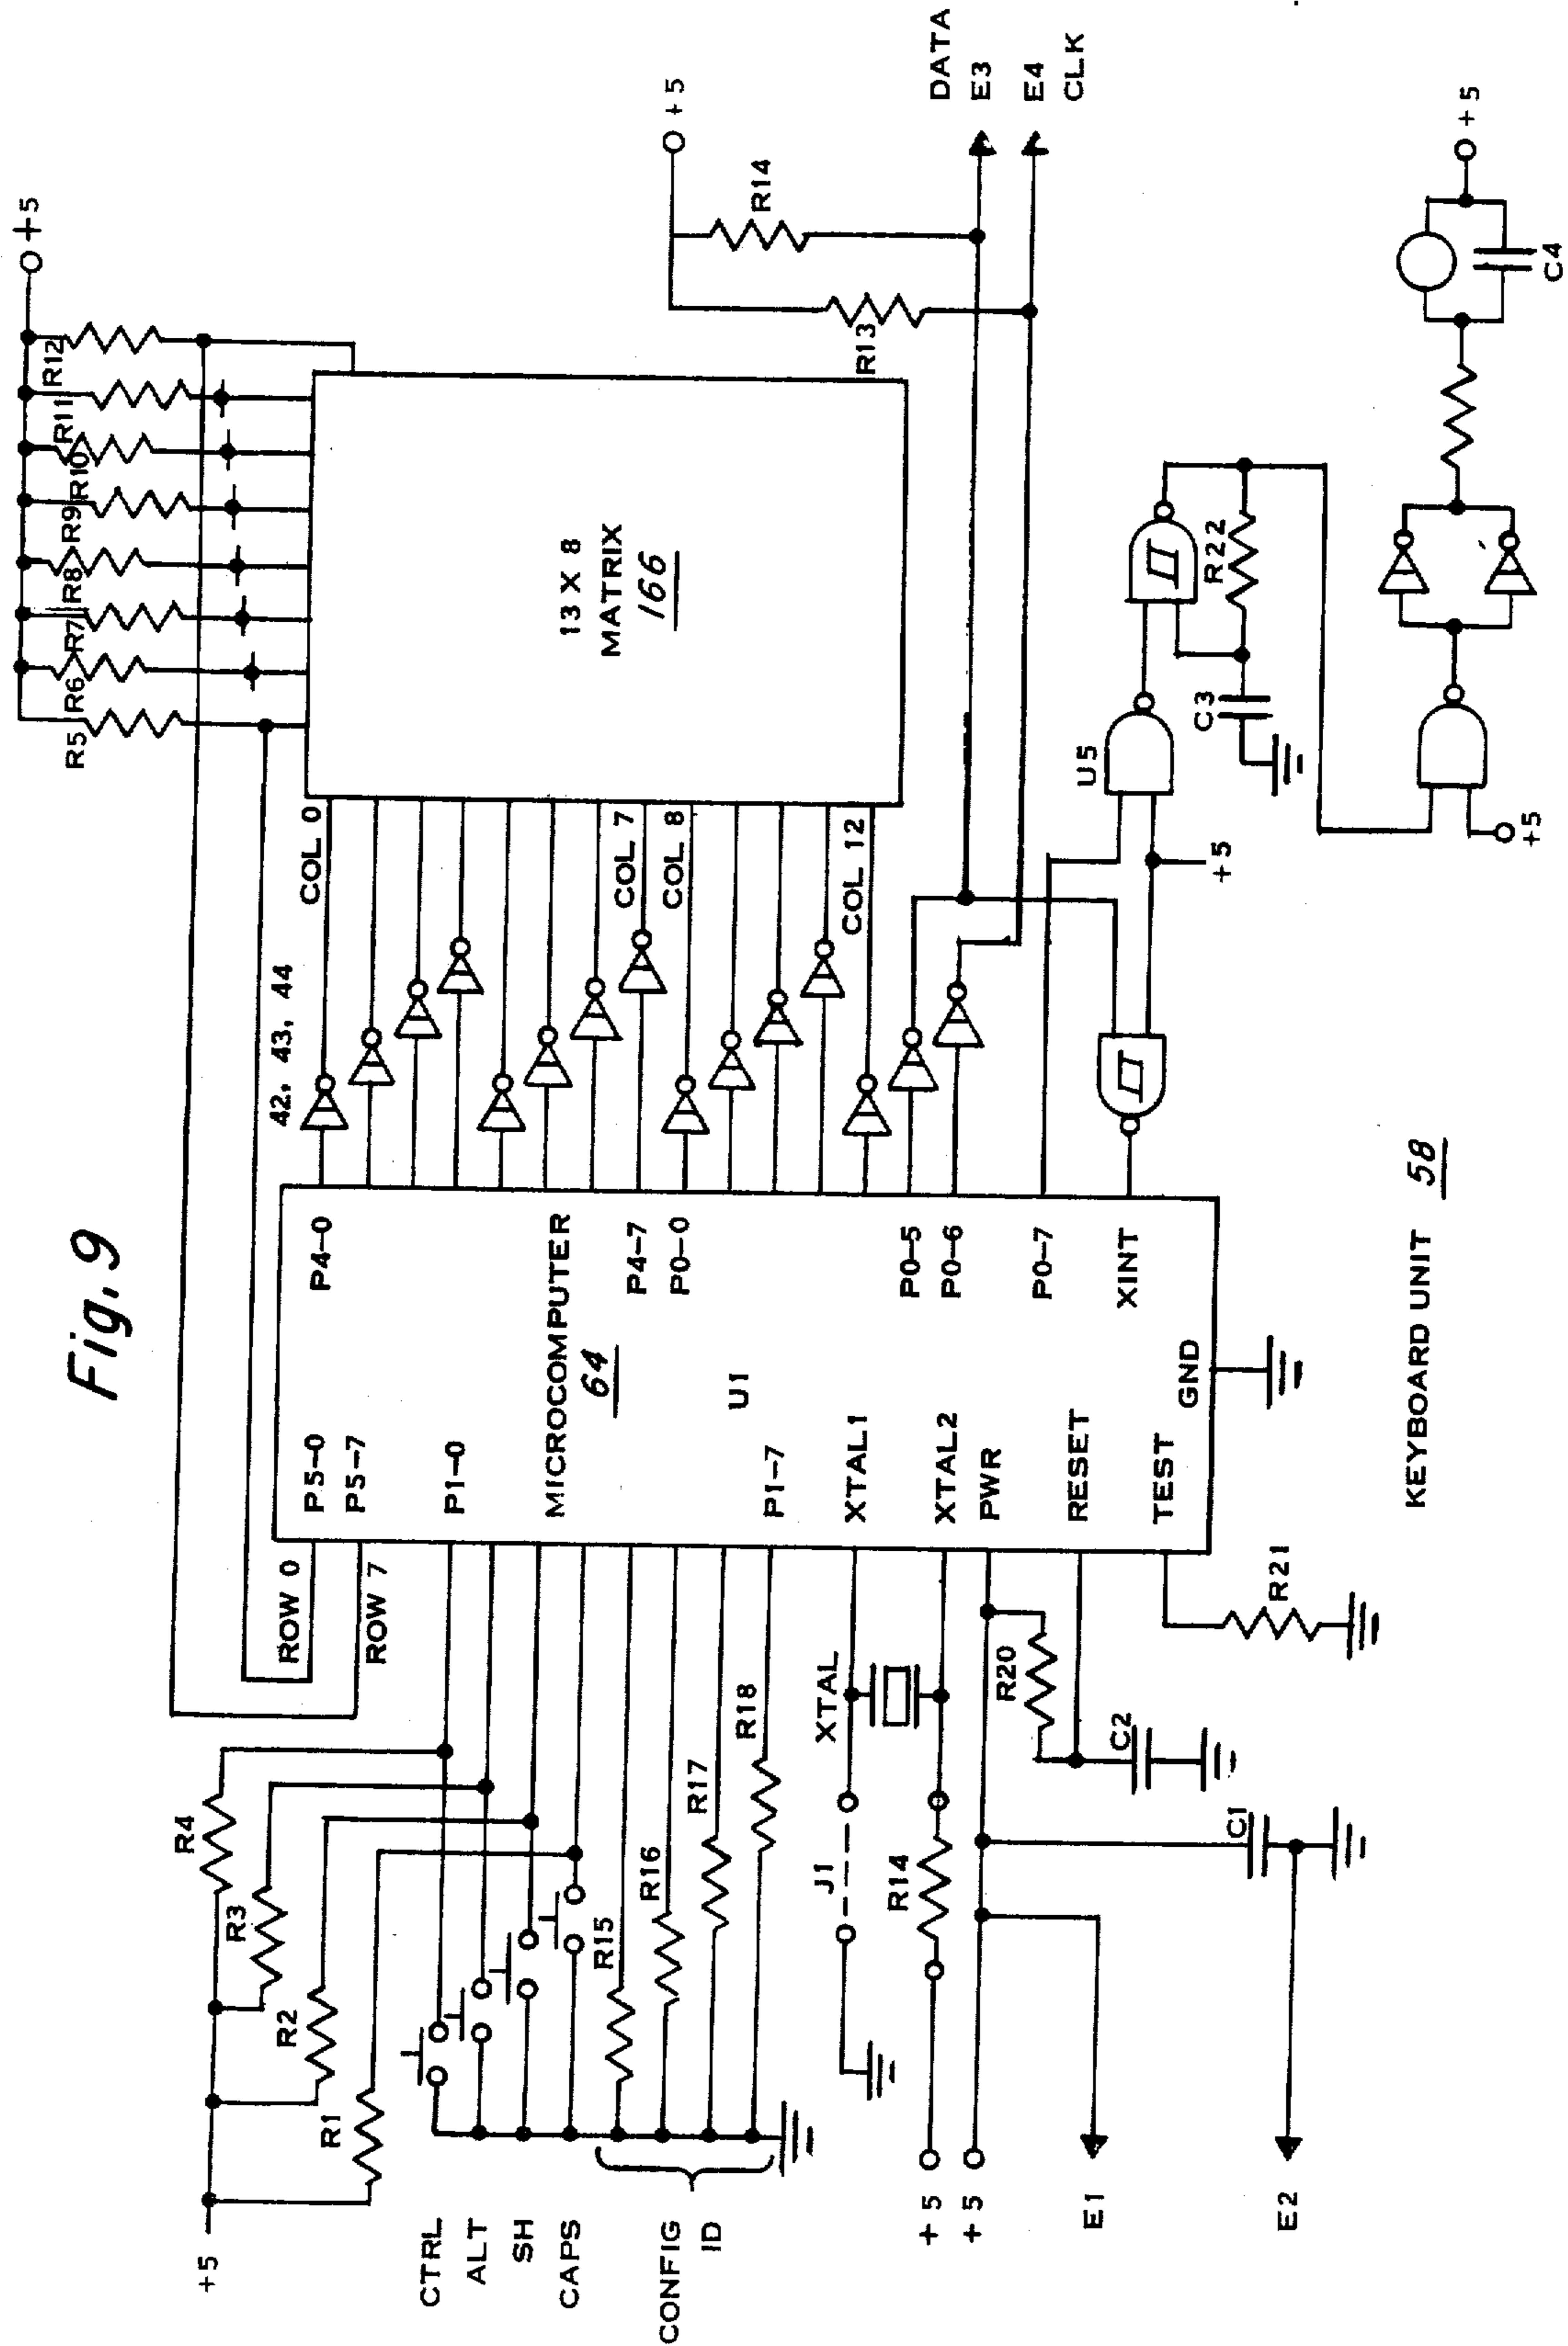 Fig. 9
+5
R4
R3
R2
R1
CTRL
ALT
SH
CAPS
CONFIG
ID
R15
R16
R17
R18
ROW 0
ROW 7
P5-0
P5-7
P1-0
MICROCOMPUTER
64
U1
P1-7
XTAL1
XTAL2
PWR
RESET
TEST
GND
P4-0
P4-7
P0-0
P0-5
P0-6
P0-7
XINT
XTAL
J1
R14
+5
+5
R20
C2
C1
R21
E1
E2
42, 43, 44
COL 0
COL 7
COL 8
COL 12
R5
R6
R7
R8
R9
R10
R11
R12
+5
13 X 8
MATRIX
166
+5
R14
R13
DATA
E3
E4
CLK
U5
+5
C3
R22
+5
C4
+5
KEYBOARD UNIT 58